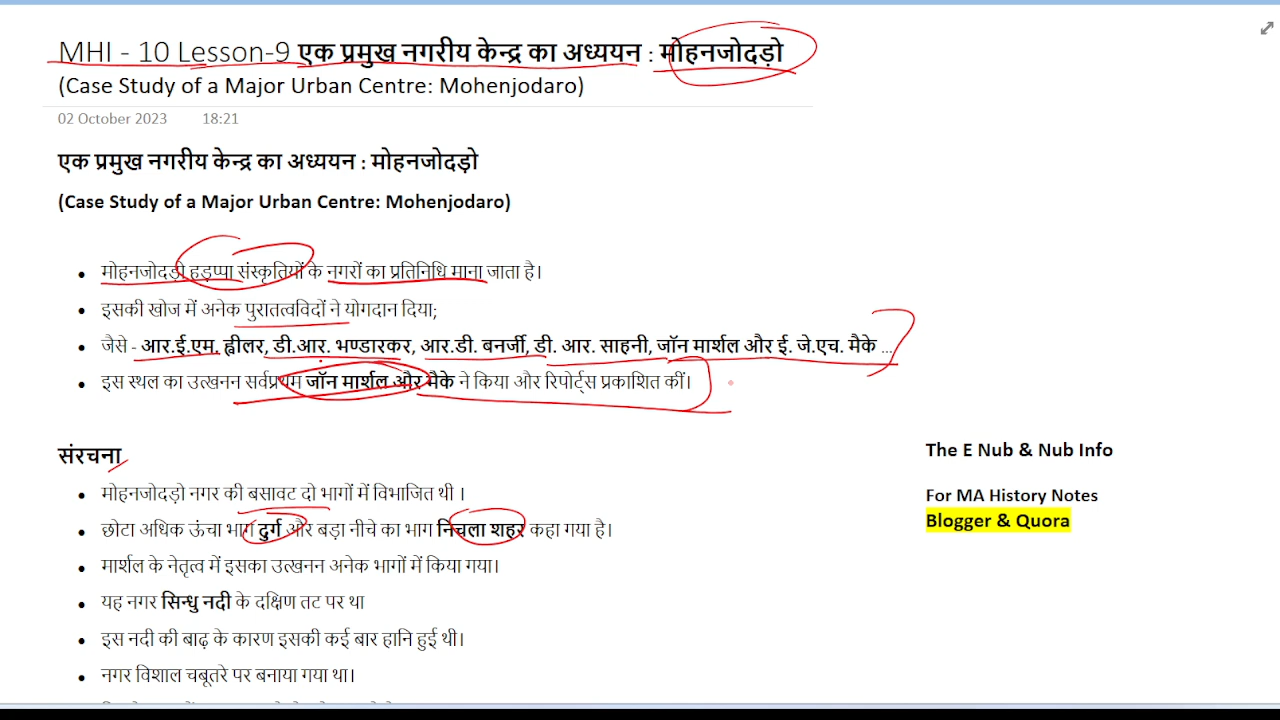 MHI - 10 Lesson-9 एक प्रमुख नगरीय केन्द्र का अध्ययन : मोहनजोदड़ो
(Case Study of a Major Urban Centre: Mohenjodaro)
02 October 2023 18:21
एक प्रमुख नगरीय केन्द्र का अध्ययन : मोहनजोदड़ो
(Case Study of a Major Urban Centre: Mohenjodaro)
• मोहनजोदड़ो हड़प्पा संस्कृतियों के नगरों का प्रतिनिधि माना जाता है।
• इसकी खोज में अनेक पुरातत्वविदों ने योगदान दिया;
• जैसे - आर.ई.एम. ह्वीलर, डी.आर. भण्डारकर, आर.डी. बनर्जी, डी. आर. साहनी, जॉन मार्शल और ई. जे.एच. मैके ...
• इस स्थल का उत्खनन सर्वप्रथम जॉन मार्शल और मैके ने किया और रिपोर्ट्स प्रकाशित कीं।
संरचना
• मोहनजोदड़ो नगर की बसावट दो भागों में विभाजित थी ।
• छोटा अधिक ऊंचा भाग दुर्ग और बड़ा नीचे का भाग निचला शहर कहा गया है।
• मार्शल के नेतृत्व में इसका उत्खनन अनेक भागों में किया गया।
• यह नगर सिन्धु नदी के दक्षिण तट पर था
• इस नदी की बाढ़ के कारण इसकी कई बार हानि हुई थी।
• नगर विशाल चबूतरे पर बनाया गया था।
The E Nub & Nub Info
For MA History Notes
Blogger & Quora